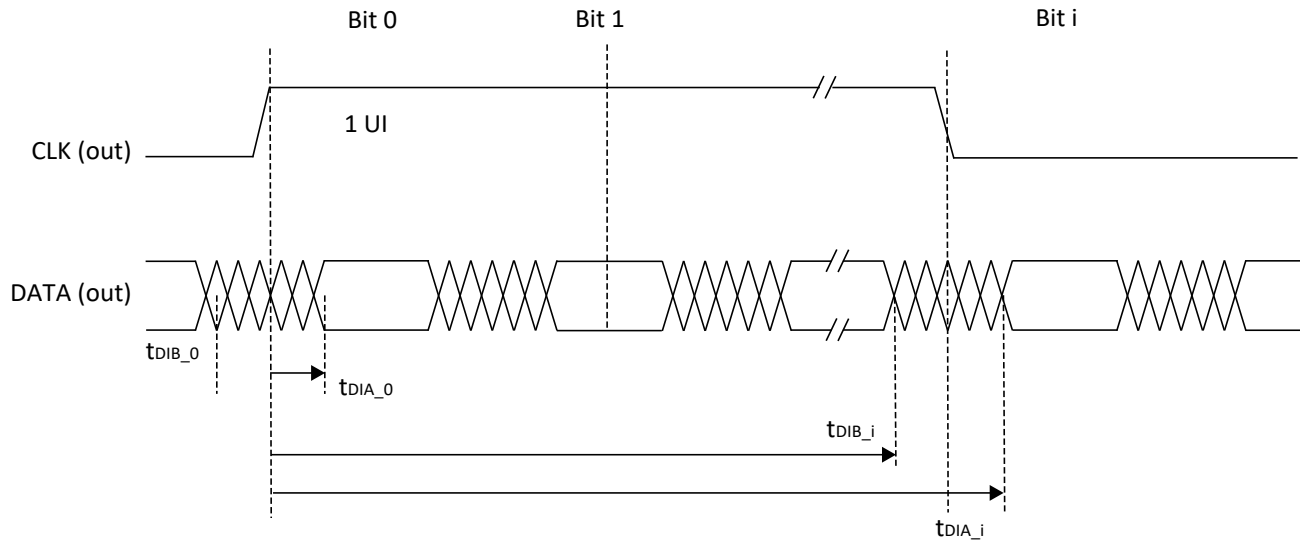 Bit 0 Bit 1 Bit i
1 UI
CLK (out)
DATA (out)
tDIB_0
tDIA_0
tDIB_i
tDIA_i